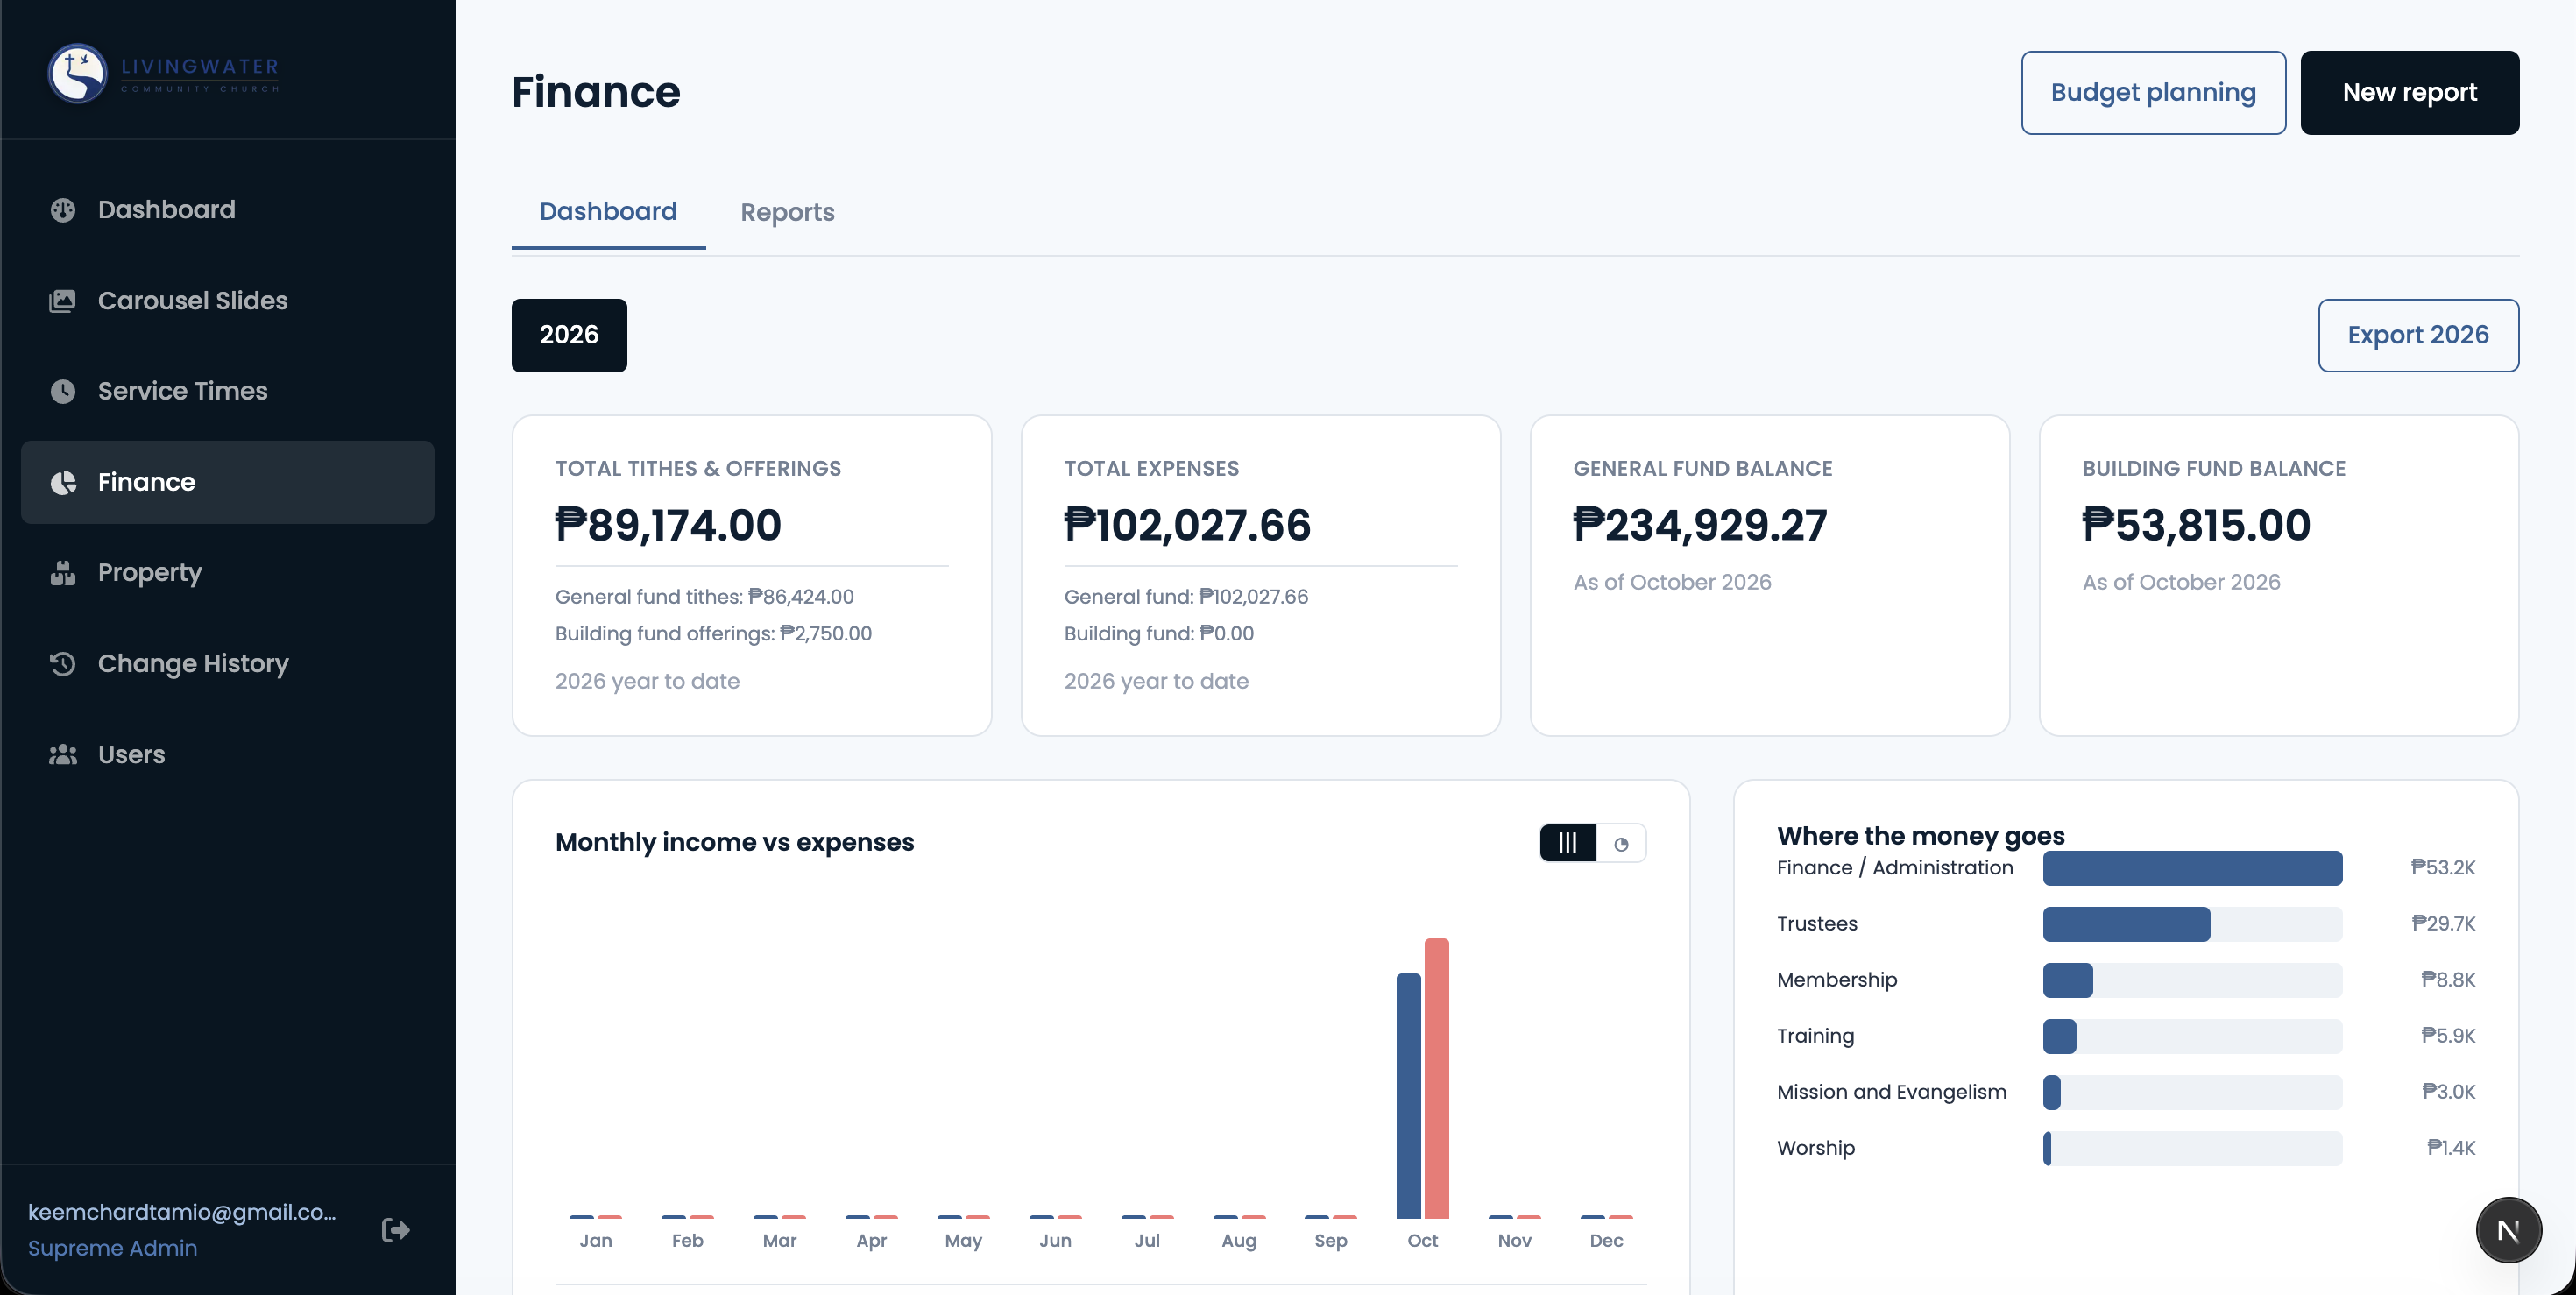 LIVINGWATER
COMMUNITY CHURCH
Dashboard
Carousel Slides
Service Times
Finance
Property
Change History
Users
keemchardtamio@gmail.co...
Supreme Admin
Finance
Budget planning
New report
Dashboard
Reports
2026
Export 2026
TOTAL TITHES & OFFERINGS
₱89,174.00
General fund tithes: ₱86,424.00
Building fund offerings: ₱2,750.00
2026 year to date
TOTAL EXPENSES
₱102,027.66
General fund: ₱102,027.66
Building fund: ₱0.00
2026 year to date
GENERAL FUND BALANCE
₱234,929.27
As of October 2026
BUILDING FUND BALANCE
₱53,815.00
As of October 2026
Monthly income vs expenses
Jan Feb Mar Apr May Jun Jul Aug Sep Oct Nov Dec
Where the money goes
Finance / Administration ₱53.2K
Trustees ₱29.7K
Membership ₱8.8K
Training ₱5.9K
Mission and Evangelism ₱3.0K
Worship ₱1.4K
N